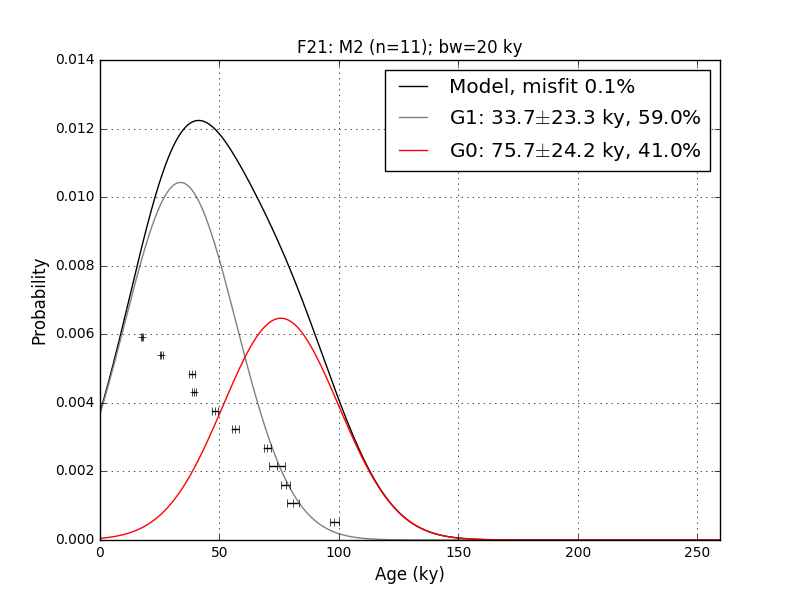 F21: M2 (n=11); bw=20 ky
Model, misfit 0.1%
G1: 33.7±23.3 ky, 59.0%
G0: 75.7±24.2 ky, 41.0%
Probability
0.014
0.012
0.010
0.008
0.006
0.004
0.002
0.000
0 50 100 150 200 250
Age (ky)